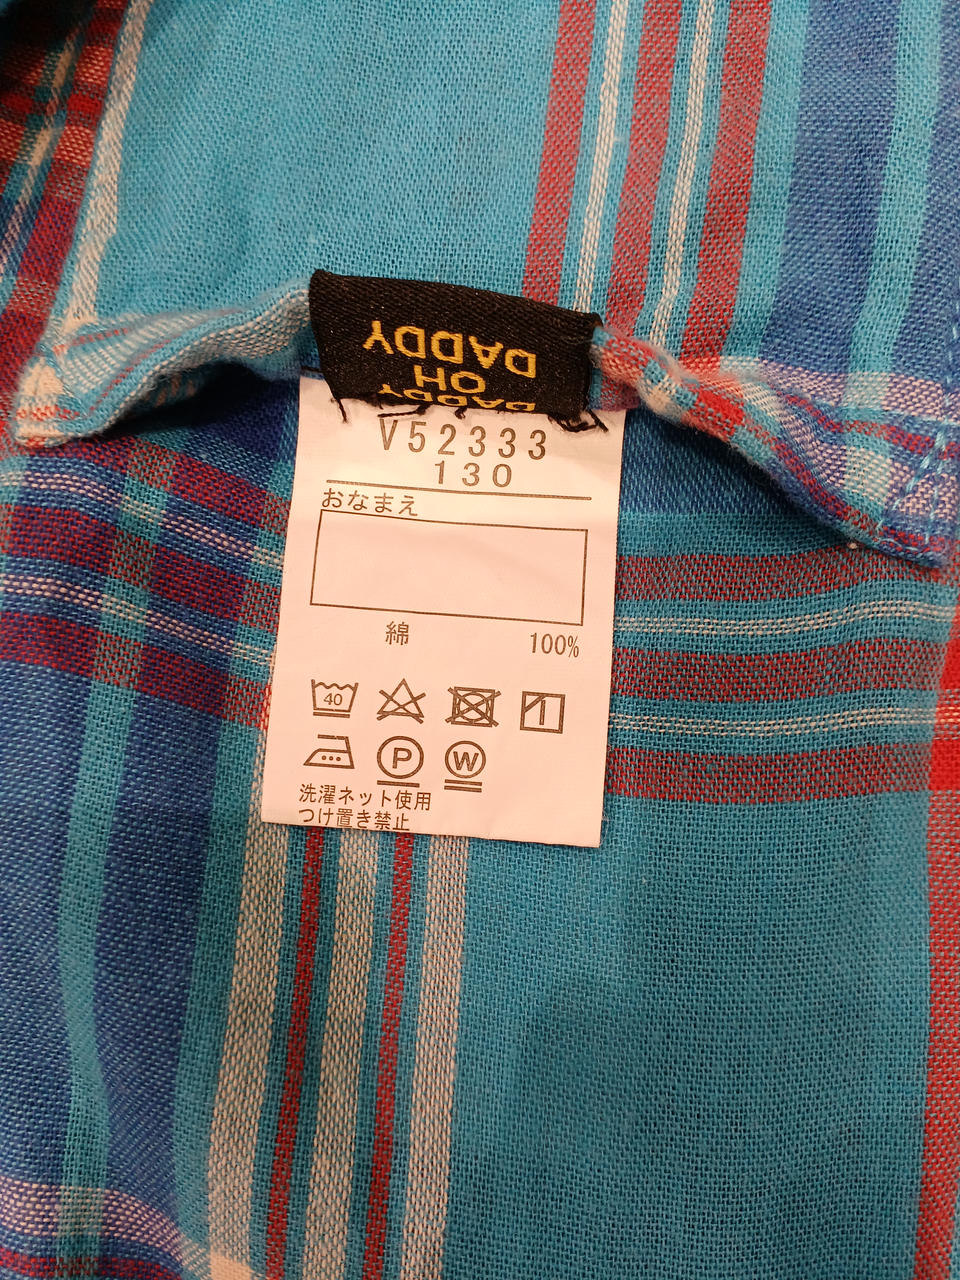 DADDY
OH
DADDY
V52333
130
おなまえ
綿 100%
40
P W
洗濯ネット使用
つけ置き禁止